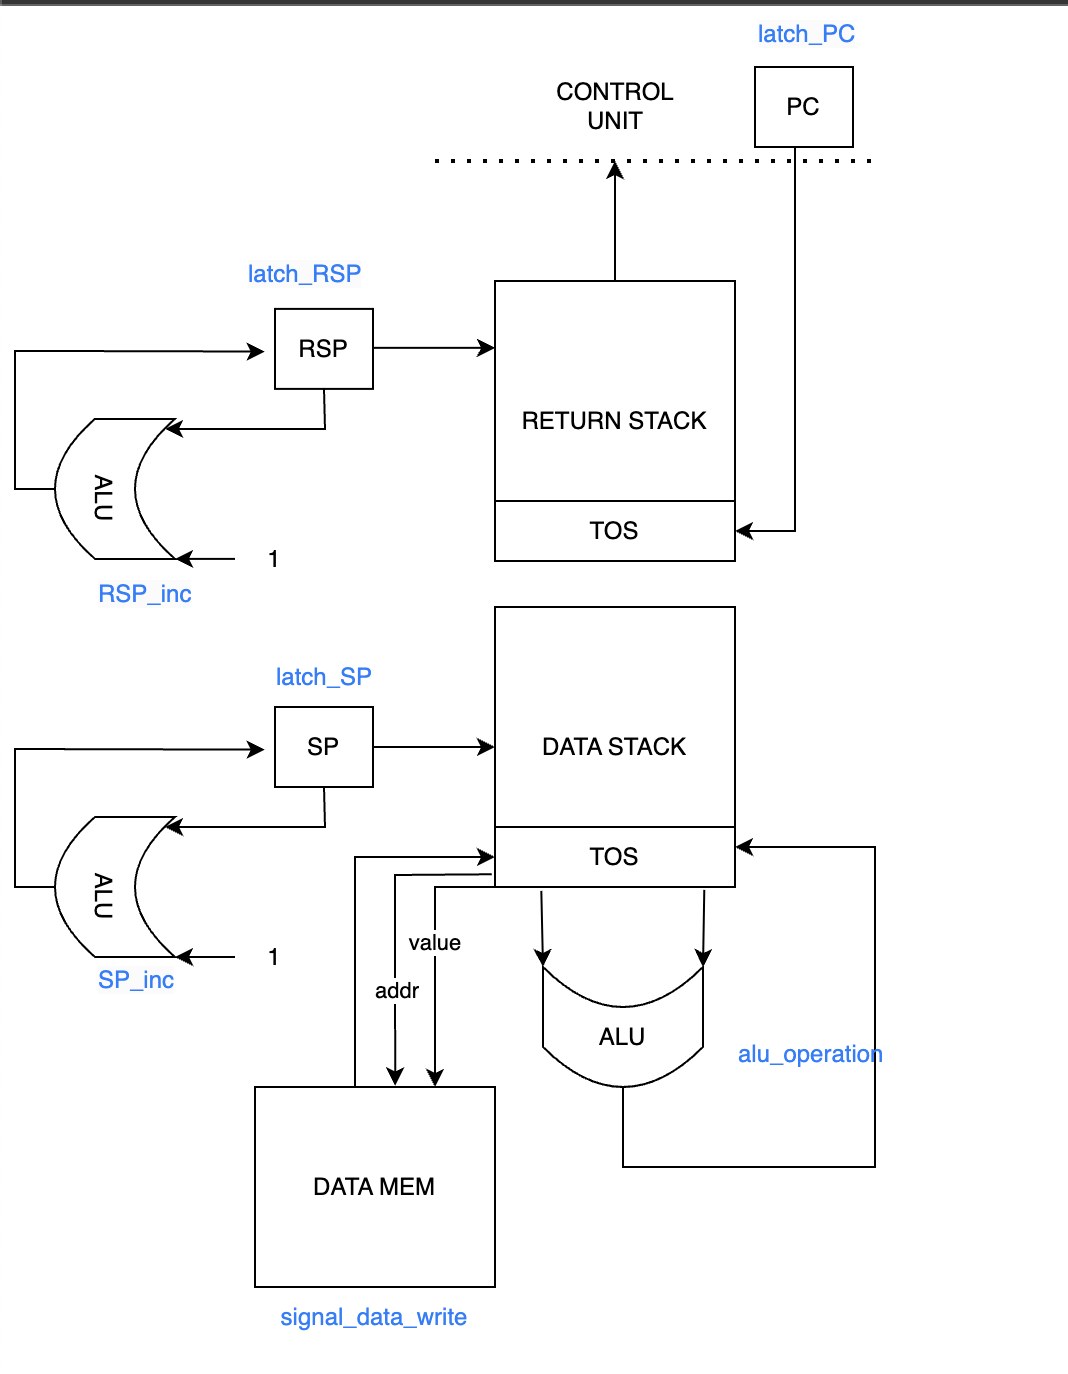 latch_PC
CONTROL
UNIT
PC
latch_RSP
RSP
RETURN STACK
ALU
TOS
1
RSP_inc
latch_SP
SP
DATA STACK
ALU
TOS
value
1
SP_inc
addr
ALU
alu_operation
DATA MEM
signal_data_write